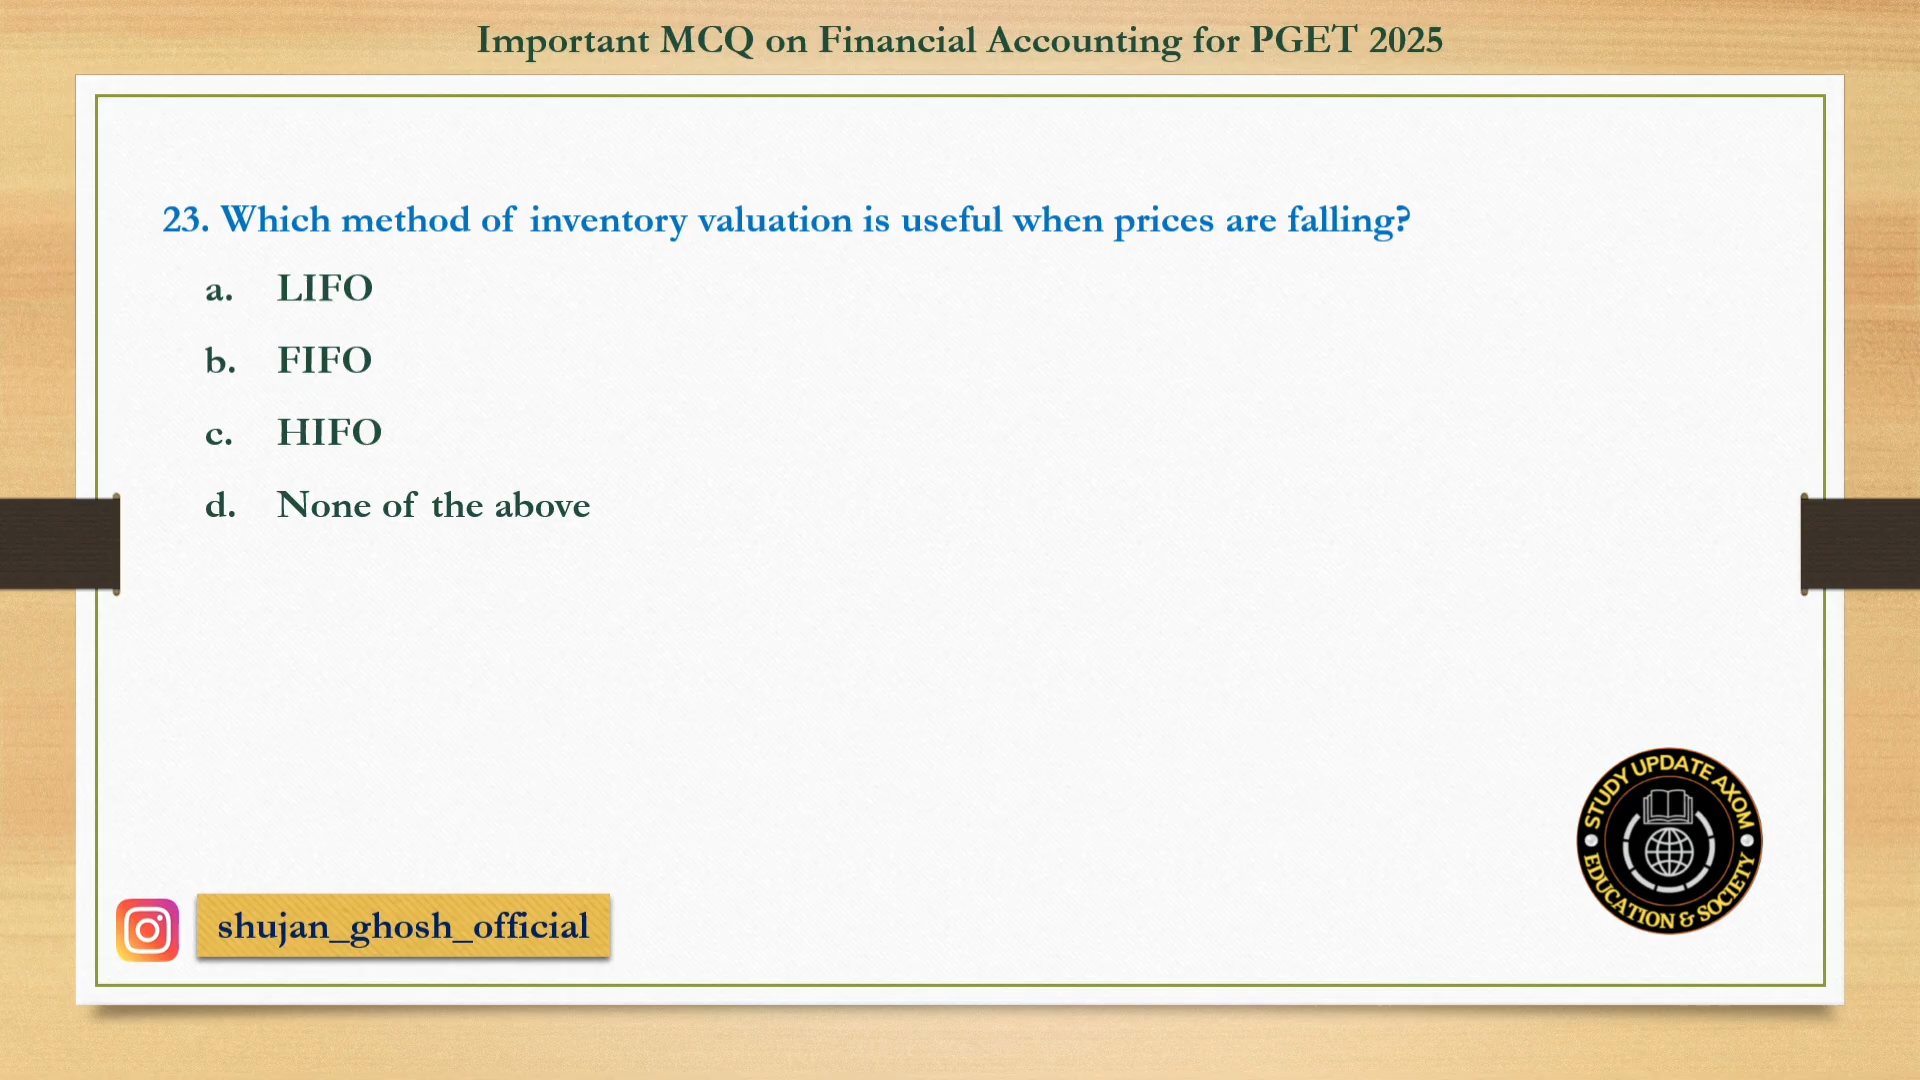 Important MCQ on Financial Accounting for PGET 2025
23. Which method of inventory valuation is useful when prices are falling?
a. LIFO
b. FIFO
c. HIFO
d. None of the above
STUDY UPDATE AXOM
EDUCATION & SOCIETY
shujan_ghosh_official